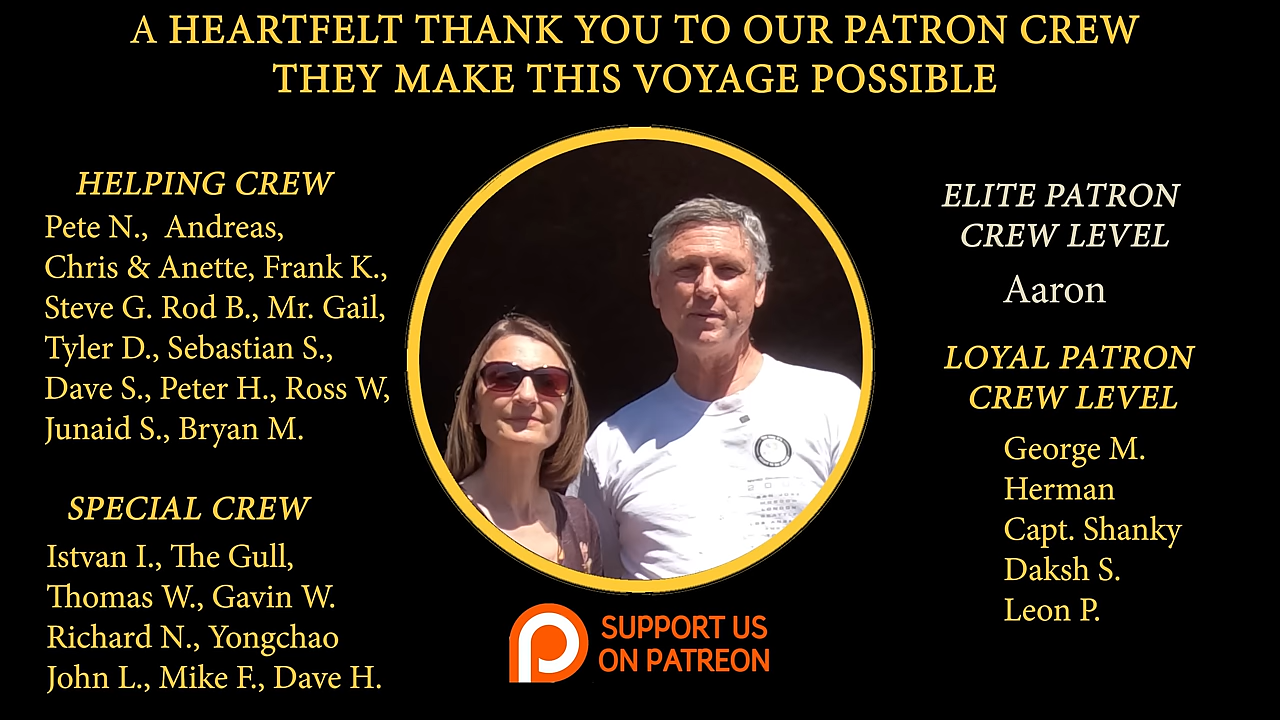 A HEARTFELT THANK YOU TO OUR PATRON CREW
THEY MAKE THIS VOYAGE POSSIBLE
HELPING CREW
Pete N., Andreas,
Chris & Anette, Frank K.,
Steve G. Rod B., Mr. Gail,
Tyler D., Sebastian S.,
Dave S., Peter H., Ross W,
Junaid S., Bryan M.
SPECIAL CREW
Istvan I., The Gull,
Thomas W., Gavin W.
Richard N., Yongchao
John L., Mike F., Dave H.
ELITE PATRON
CREW LEVEL
Aaron
LOYAL PATRON
CREW LEVEL
George M.
Herman
Capt. Shanky
Daksh S.
Leon P.
SUPPORT US
ON PATREON